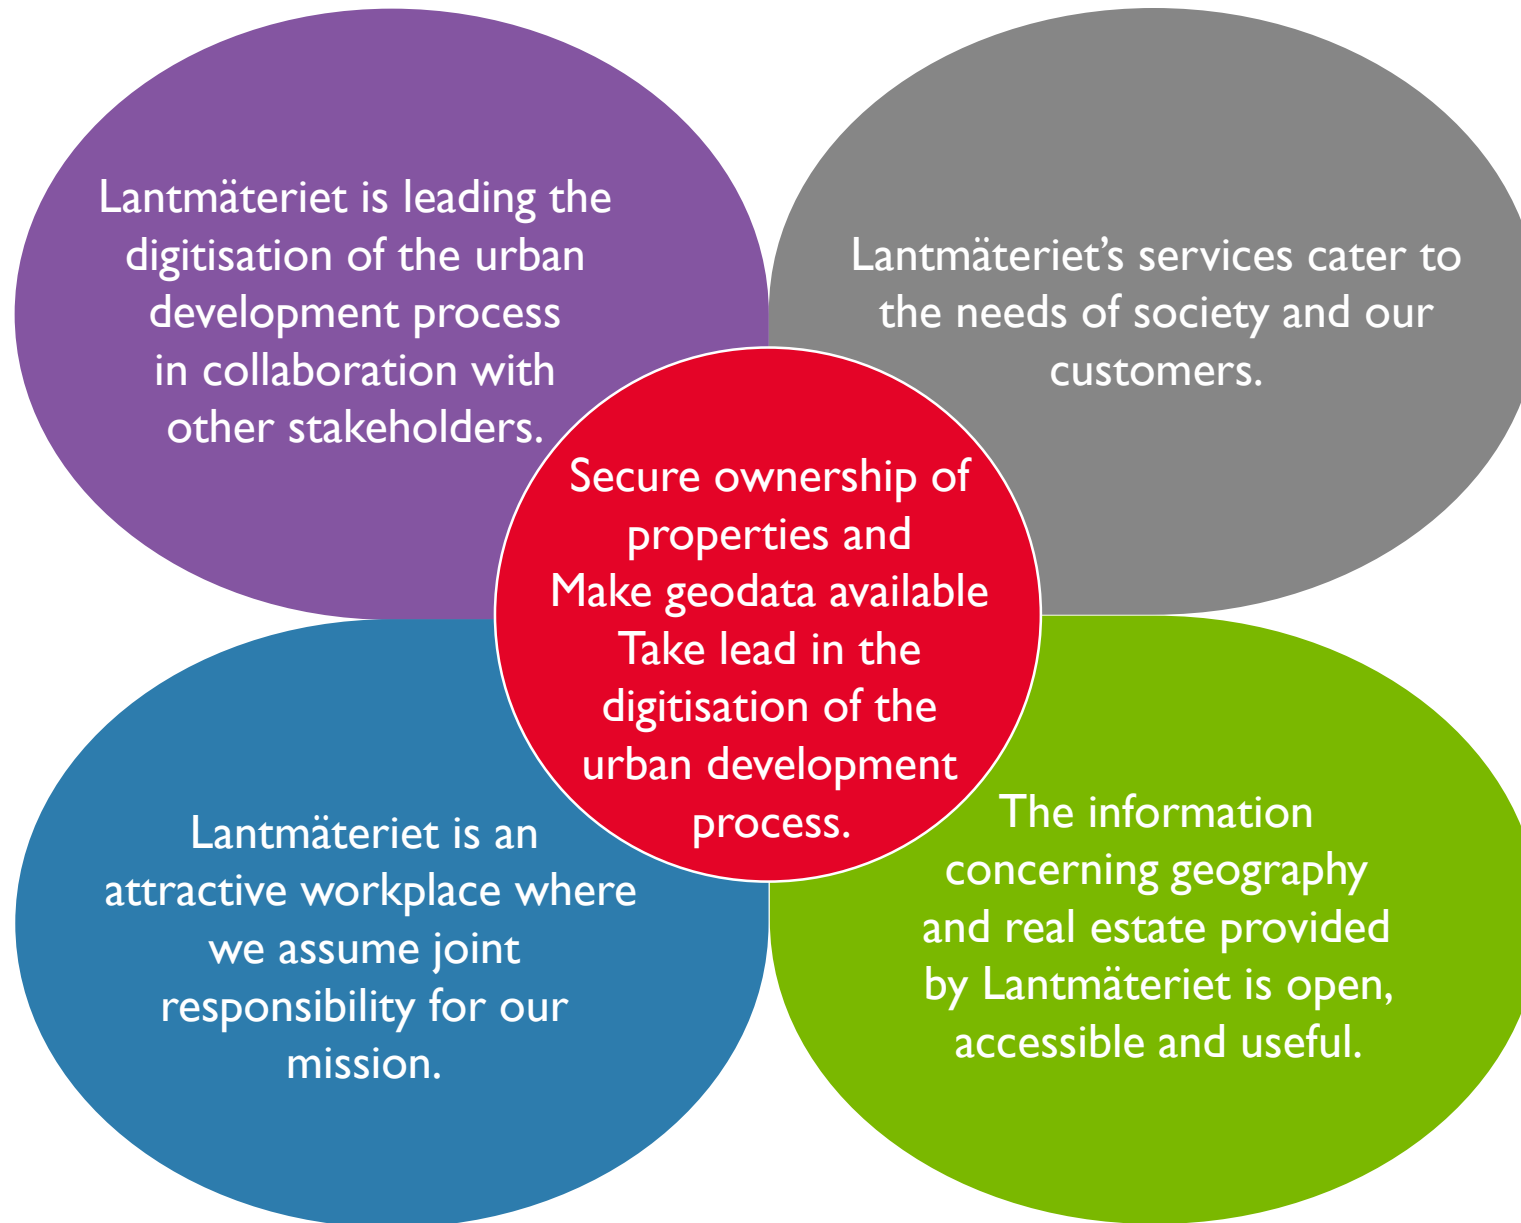 Lantmäteriet is leading the
digitisation of the urban
development process
in collaboration with
other stakeholders.
Lantmäteriet’s services cater to
the needs of society and our
customers.
Secure ownership of
properties and
Make geodata available
Take lead in the
digitisation of the
urban development
process.
Lantmäteriet is an
attractive workplace where
we assume joint
responsibility for our
mission.
The information
concerning geography
and real estate provided
by Lantmäteriet is open,
accessible and useful.